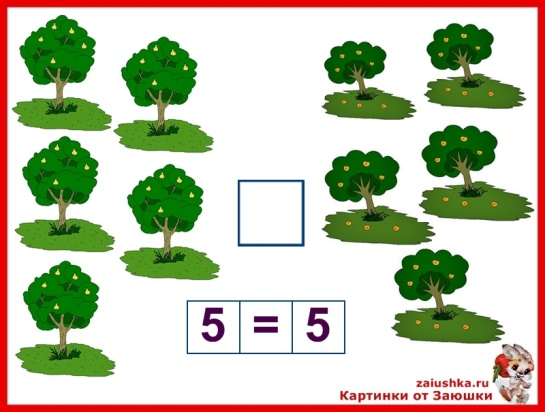 5 = 5
zaiushka.ru
Картинки от Заюшки